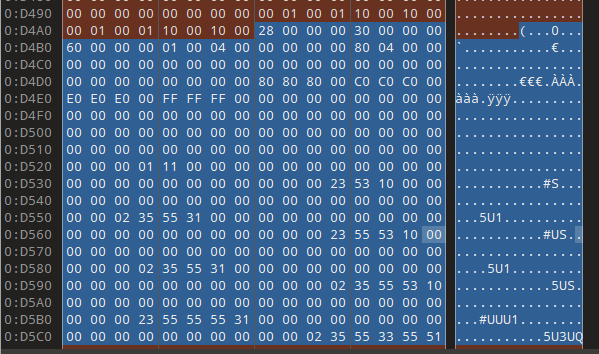 0:D490 00 00 00 00 00 00 00 00 00 01 00 01 10 00 10 00 ................
0:D4A0 00 01 00 01 10 00 10 00 28 00 00 00 30 00 00 00 ........(...0...
0:D4B0 60 00 00 00 01 00 04 00 00 00 00 00 80 04 00 00 `...........€...
0:D4C0 00 00 00 00 00 00 00 00 00 00 00 00 00 00 00 00 ................
0:D4D0 00 00 00 00 00 00 00 00 80 80 80 00 C0 C0 C0 00 ........€€€.ÀÀÀ.
0:D4E0 E0 E0 E0 00 FF FF FF 00 00 00 00 00 00 00 00 00 ààà.ÿÿÿ.........
0:D4F0 00 00 00 00 00 00 00 00 00 00 00 00 00 00 00 00 ................
0:D500 00 00 00 00 00 00 00 00 00 00 00 00 00 00 00 00 ................
0:D510 00 00 00 00 00 00 00 00 00 00 00 00 00 00 00 00 ................
0:D520 00 00 00 01 11 00 00 00 00 00 00 00 00 00 00 00 ................
0:D530 00 00 00 00 00 00 00 00 00 00 00 23 53 10 00 00 ...........#S...
0:D540 00 00 00 00 00 00 00 00 00 00 00 00 00 00 00 00 ................
0:D550 00 00 02 35 55 31 00 00 00 00 00 00 00 00 00 00 ...5U1..........
0:D560 00 00 00 00 00 00 00 00 00 00 00 23 55 53 10 00 ...........#US..
0:D570 00 00 00 00 00 00 00 00 00 00 00 00 00 00 00 00 ................
0:D580 00 00 00 02 35 55 31 00 00 00 00 00 00 00 00 00 ....5U1.........
0:D590 00 00 00 00 00 00 00 00 00 00 00 02 35 55 53 10 ............5US.
0:D5A0 00 00 00 00 00 00 00 00 00 00 00 00 00 00 00 00 ................
0:D5B0 00 00 00 23 55 55 55 31 00 00 00 00 00 00 00 00 ...#UUU1........
0:D5C0 00 00 00 00 00 00 00 00 00 00 02 35 55 33 55 51 ...........5U3UQ